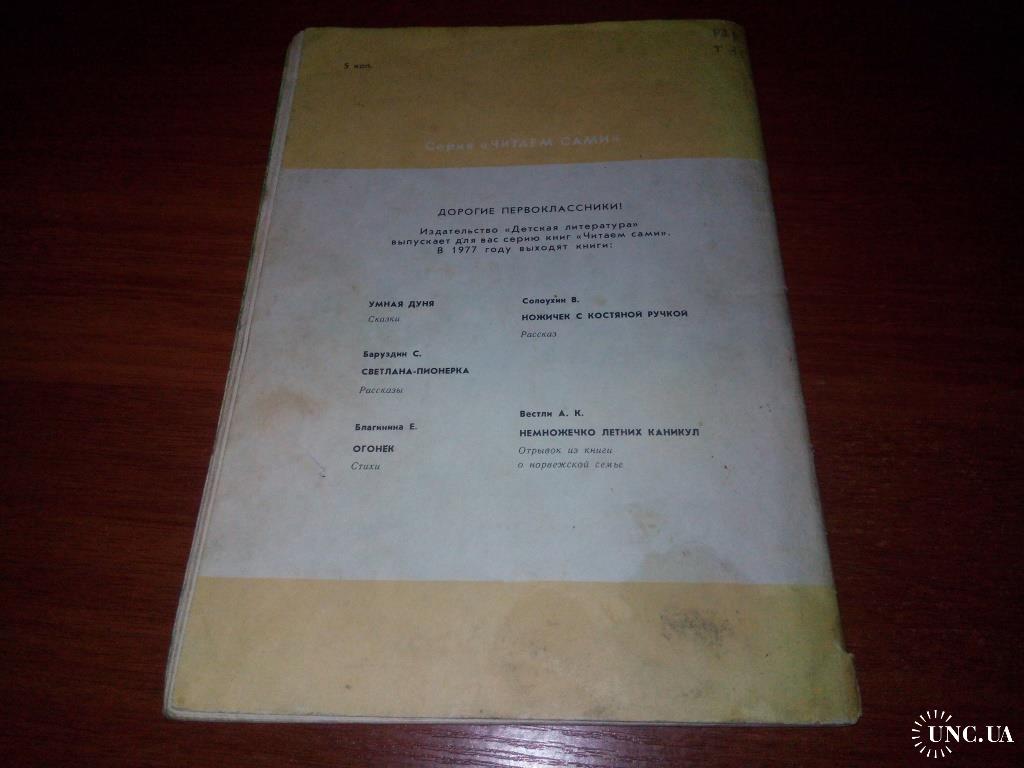 5 коп.
Серия «ЧИТАЕМ САМИ»
ДОРОГИЕ ПЕРВОКЛАССНИКИ!
Издательство «Детская литература»
выпускает для вас серию книг «Читаем сами».
В 1977 году выходят книги:
УМНАЯ ДУНЯ
Сказки
Баруздин С.
СВЕТЛАНА-ПИОНЕРКА
Рассказы
Благинина Е.
ОГОНЕК
Стихи
Солоухин В.
НОЖИЧЕК С КОСТЯНОЙ РУЧКОЙ
Рассказ
Вестли А. К.
НЕМНОЖЕЧКО ЛЕТНИХ КАНИКУЛ
Отрывок из книги
о норвежской семье
UNC.UA